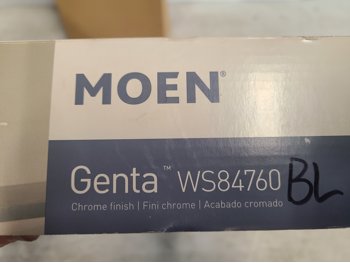 MOEN®
Genta™ WS84760 BL
Chrome finish | Fini chrome | Acabado cromado